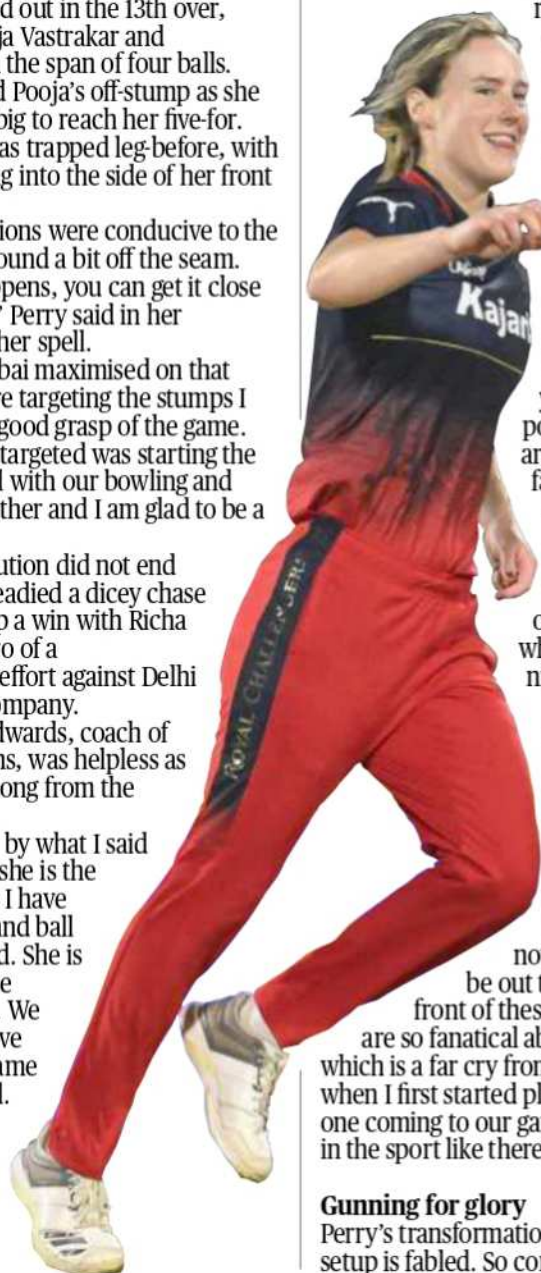 d out in the 13th over,
ja Vastrakar and
the span of four balls.
d Pooja's off-stump as she
big to reach her five-for.
as trapped leg-before, with
g into the side of her front
ions were conducive to the
ound a bit off the seam.
pens, you can get it close
' Perry said in her
her spell.
bai maximised on that
re targeting the stumps I
good grasp of the game.
targeted was starting the
l with our bowling and
ther and I am glad to be a
ution did not end
eadied a dicey chase
p a win with Richa
o of a
effort against Delhi
ompany.
dwards, coach of
ns, was helpless as
ong from the
by what I said
she is the
I have
and ball
d. She is
e
We
ve
ame
l.
Kajari
ROYAL CHALLENGERS
y
po
ar
fa
o
wh
n
no
be out t
front of thes
are so fanatical ab
which is a far cry from
when I first started pl
one coming to our ga
in the sport like there
Gunning for glory
Perry's transformatio
setup is fabled. So co